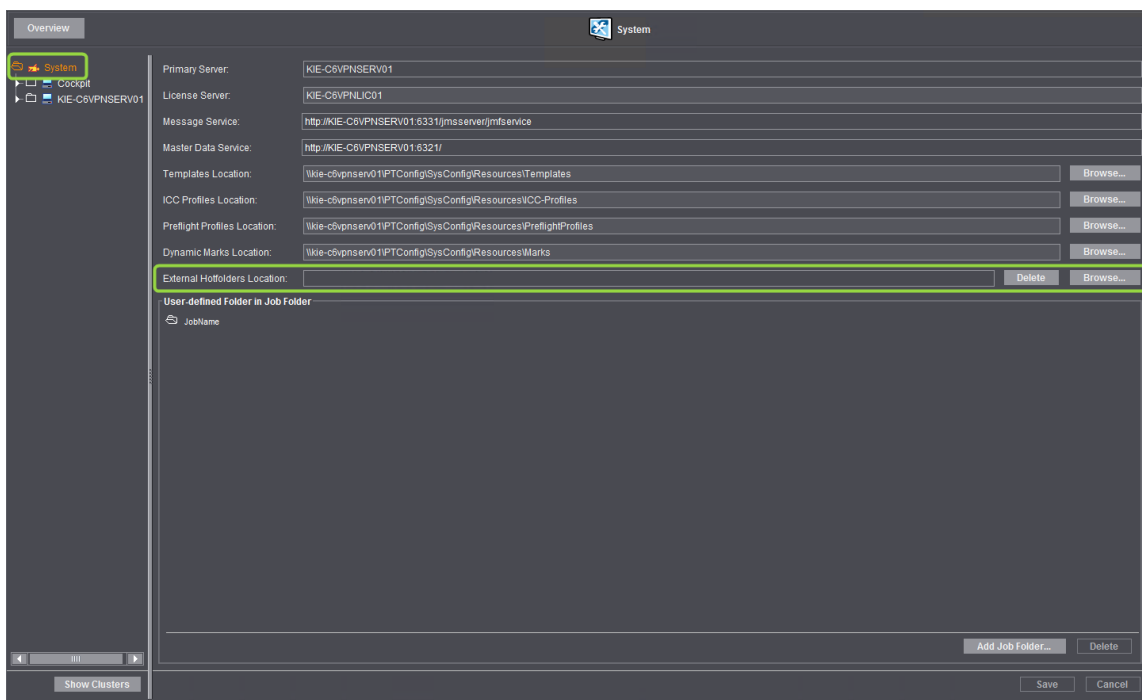 Overview
System
System
Cockpit
KIE-C6VPNSERV01
Primary Server: KIE-C6VPNSERV01
License Server: KIE-C6VPNLIC01
Message Service: http://KIE-C6VPNSERV01:6331/jmsserver/jmfservice
Master Data Service: http://KIE-C6VPNSERV01:6321/
Templates Location: \\kie-c6vpnserv01\PTConfig\SysConfig\Resources\Templates Browse...
ICC Profiles Location: \\kie-c6vpnserv01\PTConfig\SysConfig\Resources\ICC-Profiles Browse...
Preflight Profiles Location: \\kie-c6vpnserv01\PTConfig\SysConfig\Resources\PreflightProfiles Browse...
Dynamic Marks Location: \\kie-c6vpnserv01\PTConfig\SysConfig\Resources\Marks Browse...
External Hotfolders Location: Delete Browse...
User-defined Folder in Job Folder
JobName
Add Job Folder... Delete
Show Clusters
Save Cancel